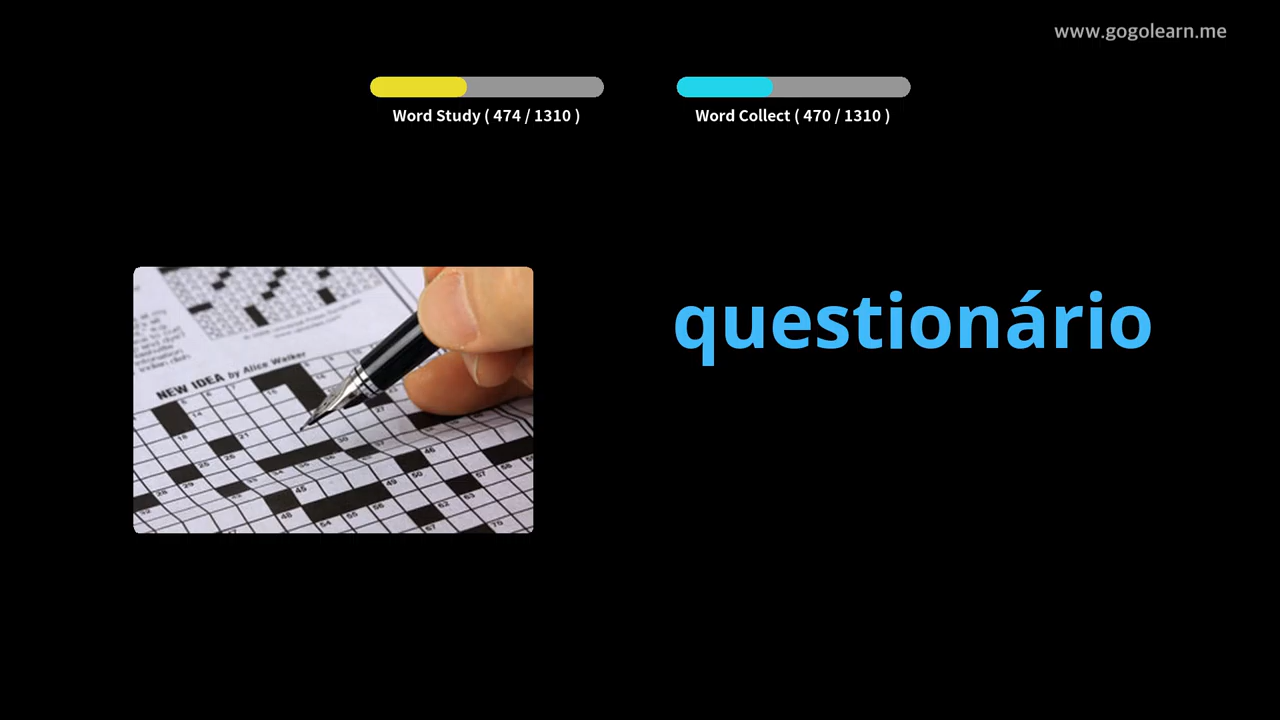 www.gogolearn.me
Word Study ( 474 / 1310 )
Word Collect ( 470 / 1310 )
questionário
NEW IDEA by Alice Walker